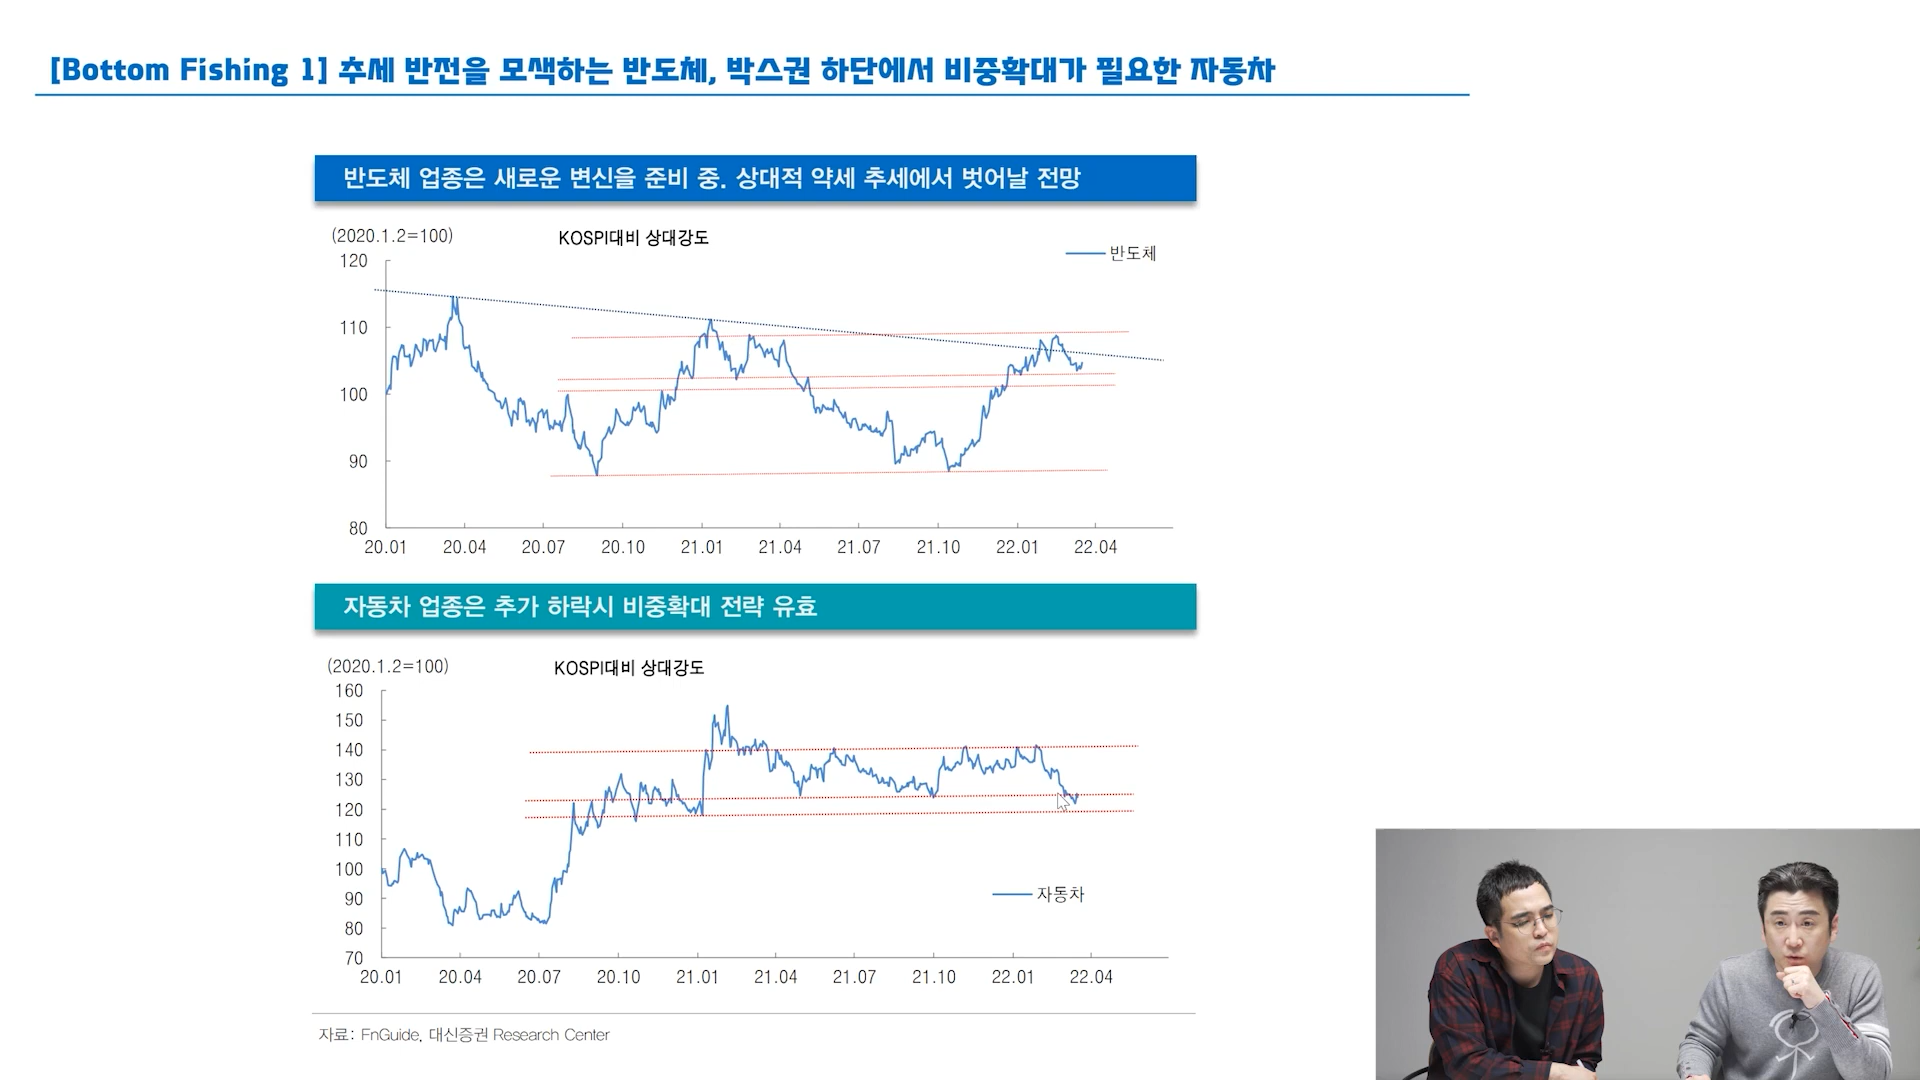 [Bottom Fishing 1] 추세 반전을 모색하는 반도체, 박스권 하단에서 비중확대가 필요한 자동차
반도체 업종은 새로운 변신을 준비 중. 상대적 약세 추세에서 벗어날 전망
(2020.1.2=100)
KOSPI대비 상대강도
반도체
120
110
100
90
80
20.01 20.04 20.07 20.10 21.01 21.04 21.07 21.10 22.01 22.04
자동차 업종은 추가 하락시 비중확대 전략 유효
(2020.1.2=100)
KOSPI대비 상대강도
160
150
140
130
120
110
100
90
80
70
자동차
20.01 20.04 20.07 20.10 21.01 21.04 21.07 21.10 22.01 22.04
자료: FnGuide, 대신증권 Research Center